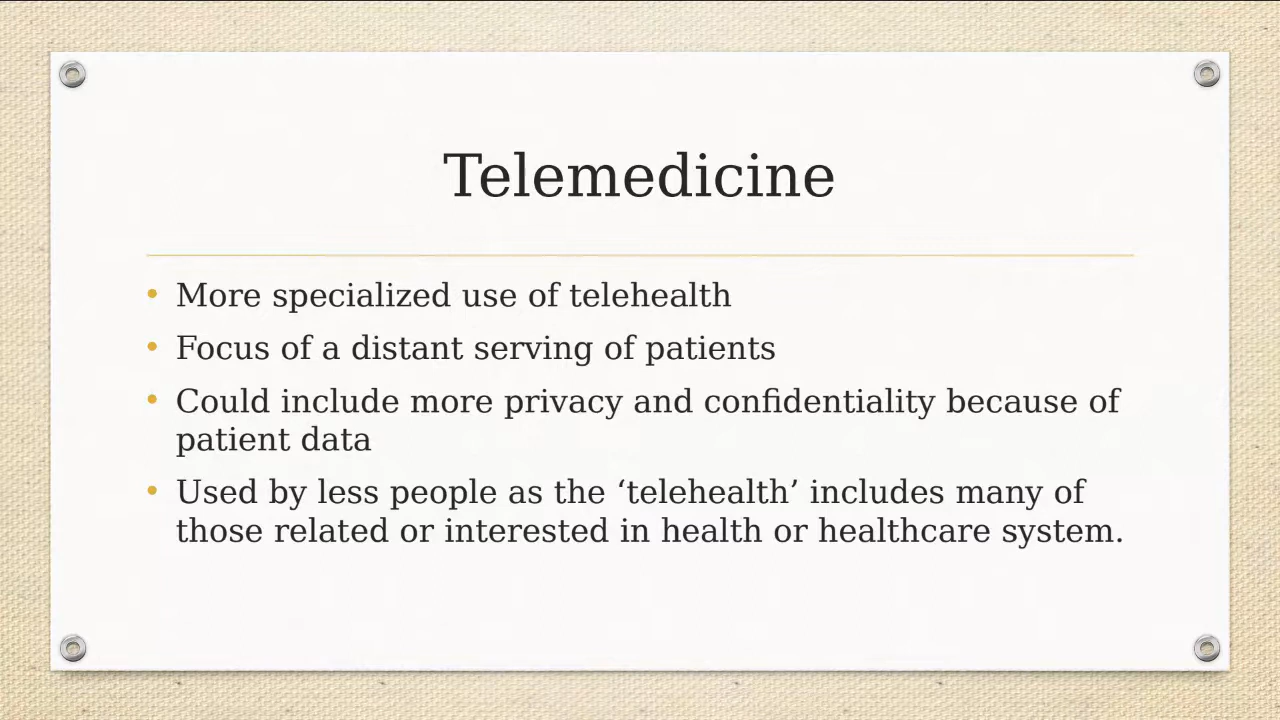 Telemedicine
• More specialized use of telehealth
• Focus of a distant serving of patients
• Could include more privacy and confidentiality because of
patient data
• Used by less people as the ‘telehealth’ includes many of
those related or interested in health or healthcare system.